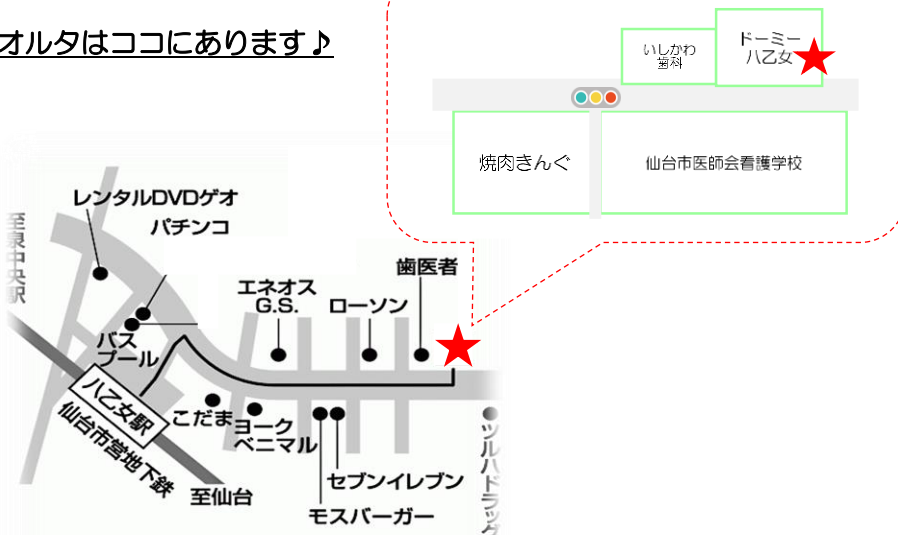 オルタはココにあります♪
いしかわ
歯科
ドーミー
八乙女
焼肉きんぐ
仙台市医師会看護学校
レンタルDVDゲオ
パチンコ
至泉中央駅
エネオス
G.S.
ローソン
歯医者
バス
プール
八乙女駅
仙台市営地下鉄
こだま
ヨーク
ベニマル
セブンイレブン
モスバーガー
至仙台
ツルハドラッグ